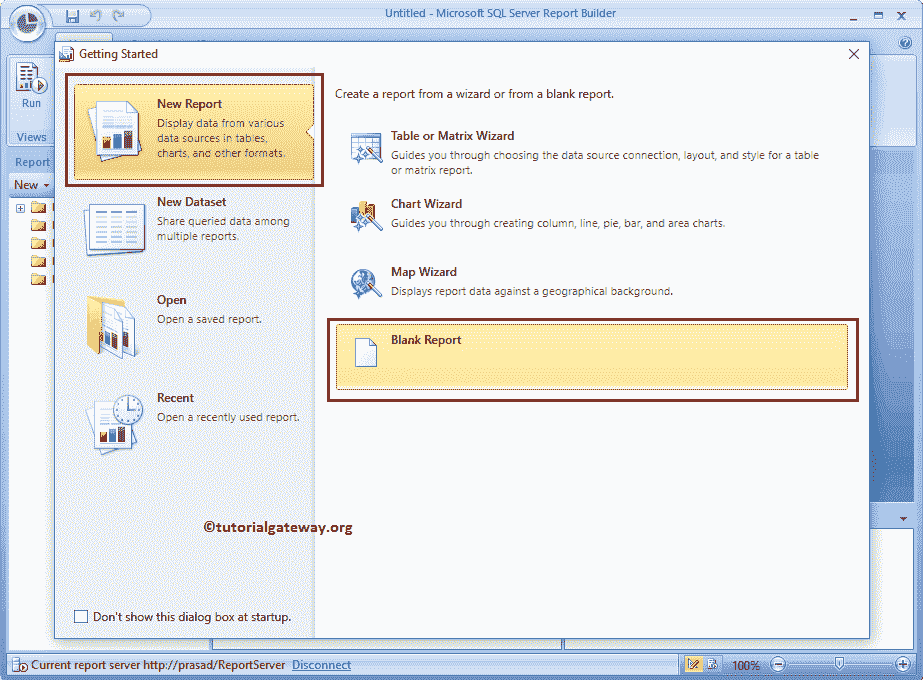 Untitled - Microsoft SQL Server Report Builder
Getting Started
Run
Views
Report
New
New Report
Display data from various
data sources in tables,
charts, and other formats.
New Dataset
Share queried data among
multiple reports.
Open
Open a saved report.
Recent
Open a recently used report.
Create a report from a wizard or from a blank report.
Table or Matrix Wizard
Guides you through choosing the data source connection, layout, and style for a table
or matrix report.
Chart Wizard
Guides you through creating column, line, pie, bar, and area charts.
Map Wizard
Displays report data against a geographical background.
Blank Report
©tutorialgateway.org
Don't show this dialog box at startup.
Current report server http://prasad/ReportServer Disconnect
100%